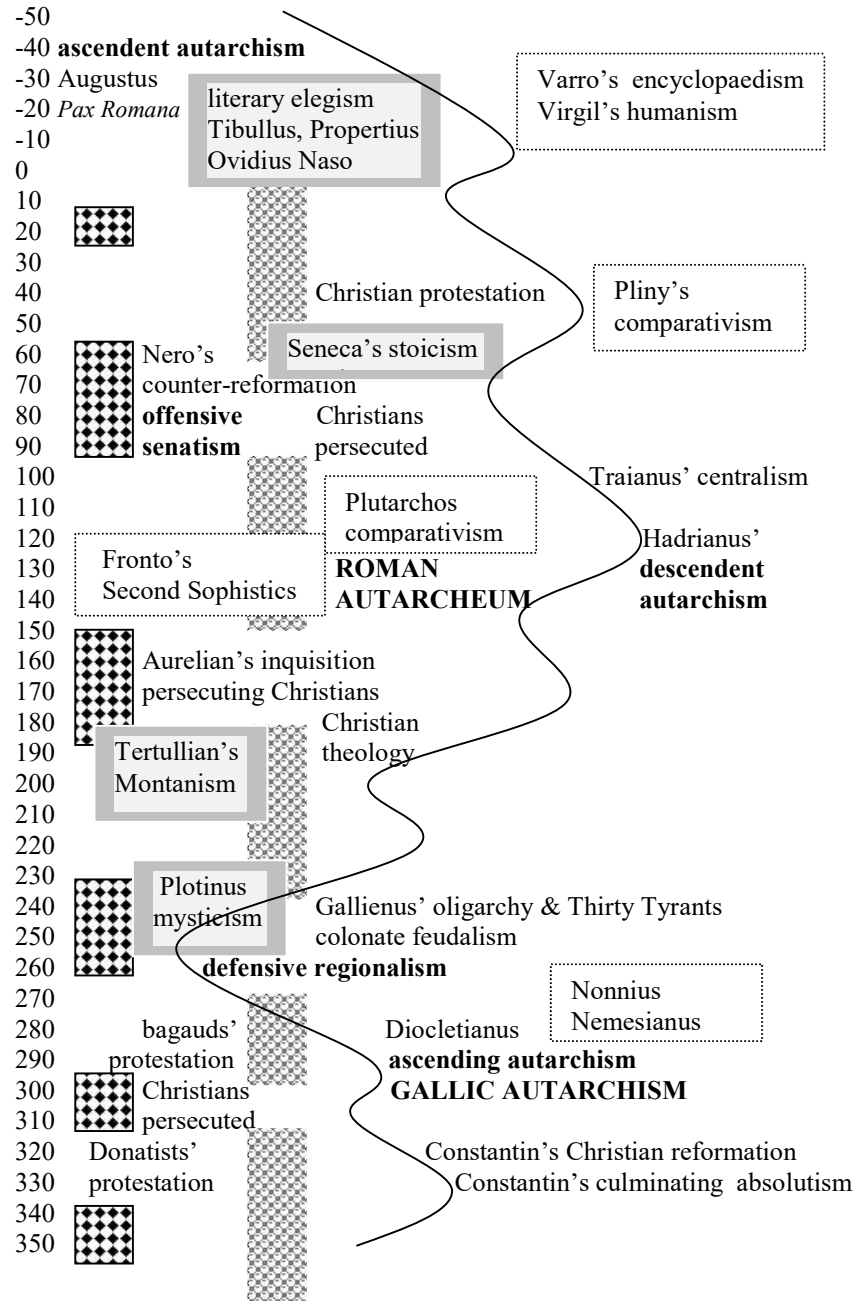 -50
-40 ascendent autarchism
-30 Augustus
-20 Pax Romana
-10
0
literary elegism
Tibullus, Propertius
Ovidius Naso
Varro’s encyclopaedism
Virgil’s humanism
10
20
30
40 Christian protestation
50
Pliny’s
comparativism
60 Nero’s
70 counter-reformation
Seneca’s stoicism
80 offensive
90 senatism
Christians
persecuted
100 Traianus’ centralism
110
Plutarchos
comparativism
120 Hadrianus’
130 ROMAN descendent
140 AUTARCHEUM autarchism
Fronto’s
Second Sophistics
150
160 Aurelian’s inquisition
170 persecuting Christians
180 Christian
190 theology
Tertullian’s
Montanism
200
210
220
230
Plotinus
mysticism
240 Gallienus’ oligarchy & Thirty Tyrants
250 colonate feudalism
260 defensive regionalism
270
Nonnius
Nemesianus
280 bagauds’ Diocletianus
290 protestation ascending autarchism
300 Christians GALLIC AUTARCHISM
310 persecuted
320 Donatists’ Constantin’s Christian reformation
330 protestation Constantin’s culminating absolutism
340
350